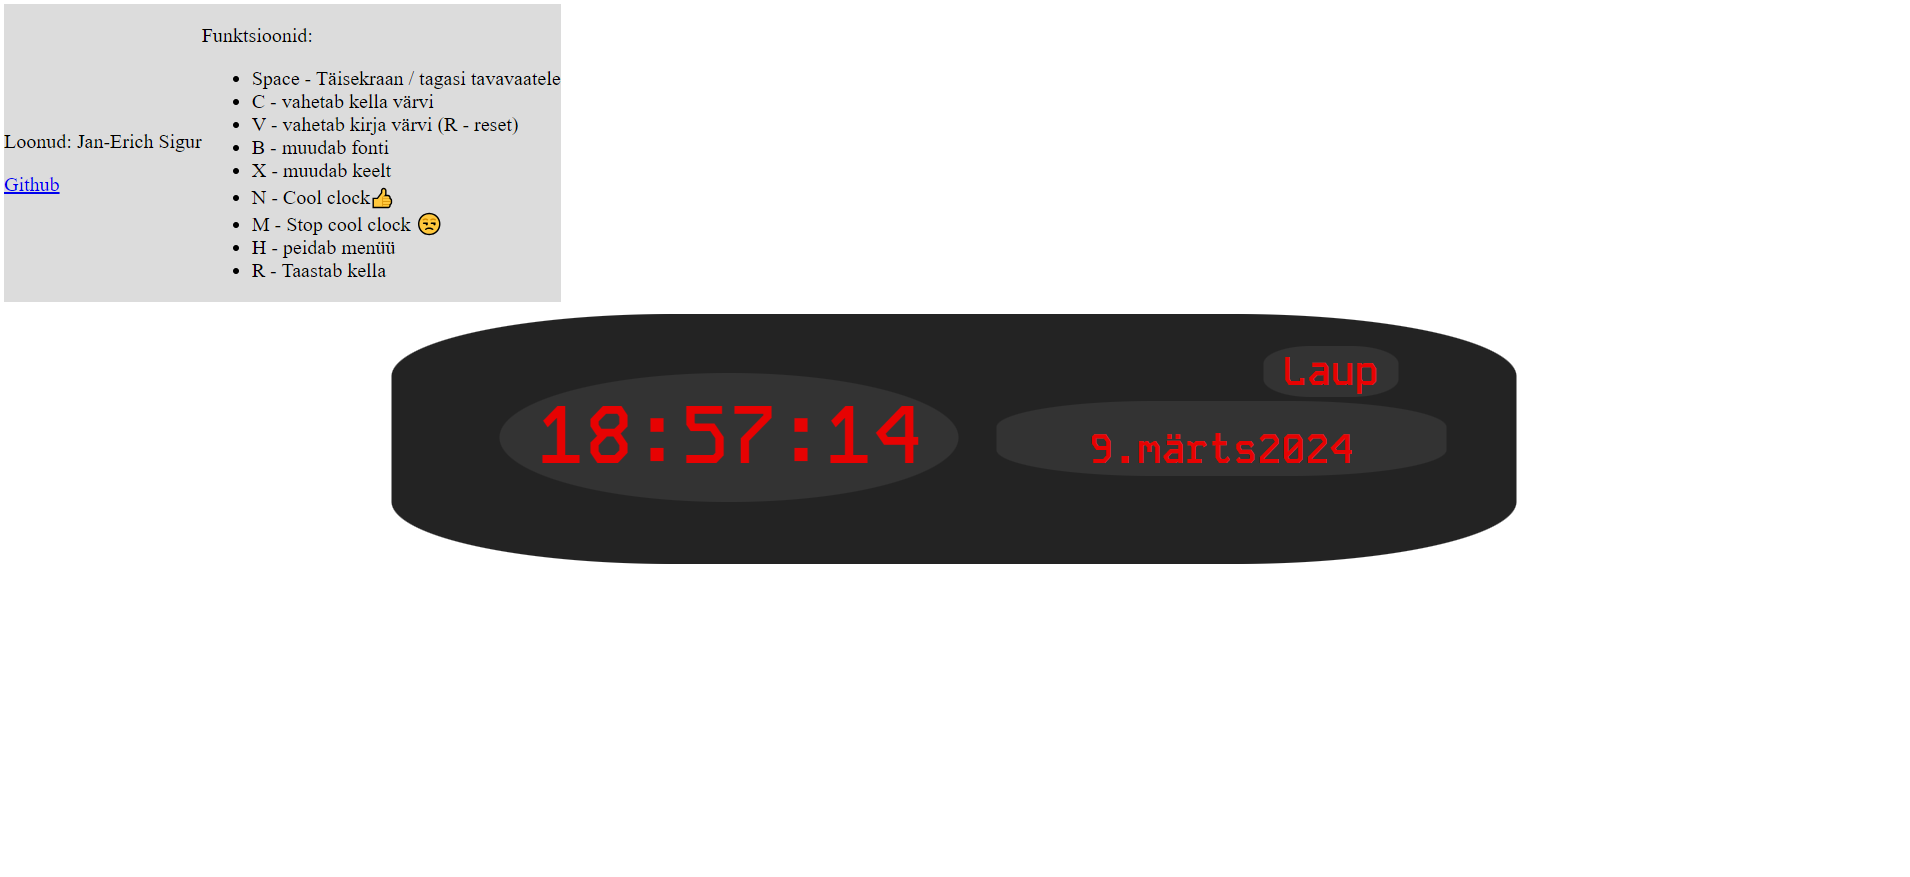 Loonud: Jan-Erich Sigur
Github
Funktsioonid:
Space - Täisekraan / tagasi tavavaatele
C - vahetab kella värvi
V - vahetab kirja värvi (R - reset)
B - muudab fonti
X - muudab keelt
N - Cool clock👍
M - Stop cool clock 😒
H - peidab menüü
R - Taastab kella
18:57:14
Laup
9.märts2024